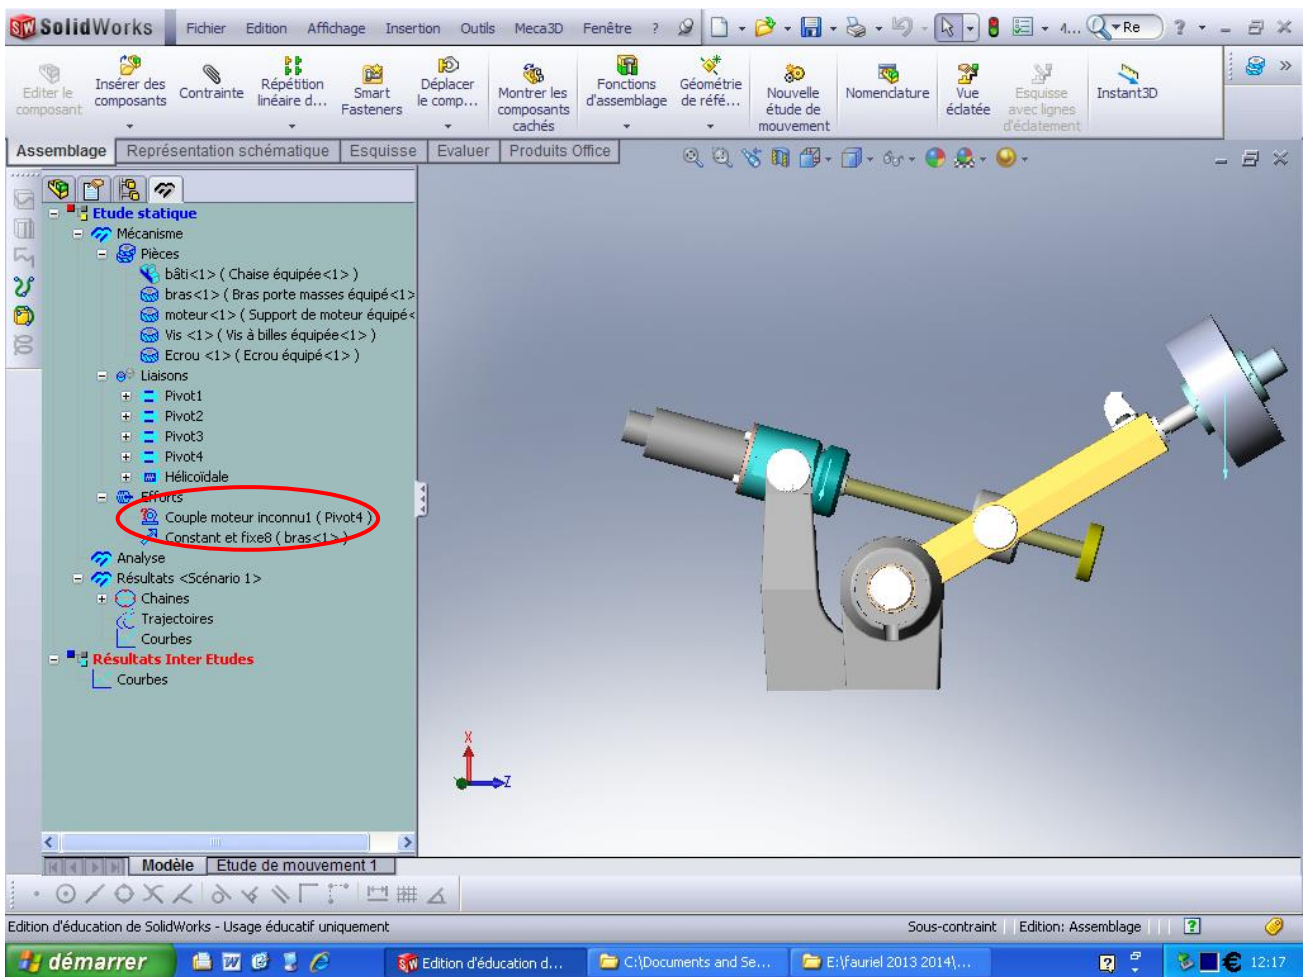 SolidWorks Fichier Edition Affichage Insertion Outils Meca3D Fenêtre ? Re ?
Editer le composant
Insérer des composants
Contrainte
Répétition linéaire d...
Smart Fasteners
Déplacer le comp...
Montrer les composants cachés
Fonctions d'assemblage
Géométrie de réfé...
Nouvelle étude de mouvement
Nomenclature
Vue éclatée
Esquisse avec lignes d'éclatement
Instant3D
Assemblage Représentation schématique Esquisse Evaluer Produits Office
Etude statique
Mécanisme
Pièces
bâti<1> ( Chaise équipée<1> )
bras<1> ( Bras porte masses équipé<1>
moteur<1> ( Support de moteur équipé<
Vis <1> ( Vis à billes équipée<1> )
Ecrou <1> ( Ecrou équipé<1> )
Liaisons
Pivot1
Pivot2
Pivot3
Pivot4
Hélicoïdale
Efforts
Couple moteur inconnu1 ( Pivot4 )
Constant et fixe8 ( bras<1> )
Analyse
Résultats <Scénario 1>
Chaines
Trajectoires
Courbes
Résultats Inter Etudes
Courbes
X
Z
Modèle Etude de mouvement 1
Edition d'éducation de SolidWorks - Usage éducatif uniquement Sous-contraint Edition: Assemblage
démarrer Edition d'éducation d... C:\Documents and Se... E:\fauriel 2013 2014\... 12:17